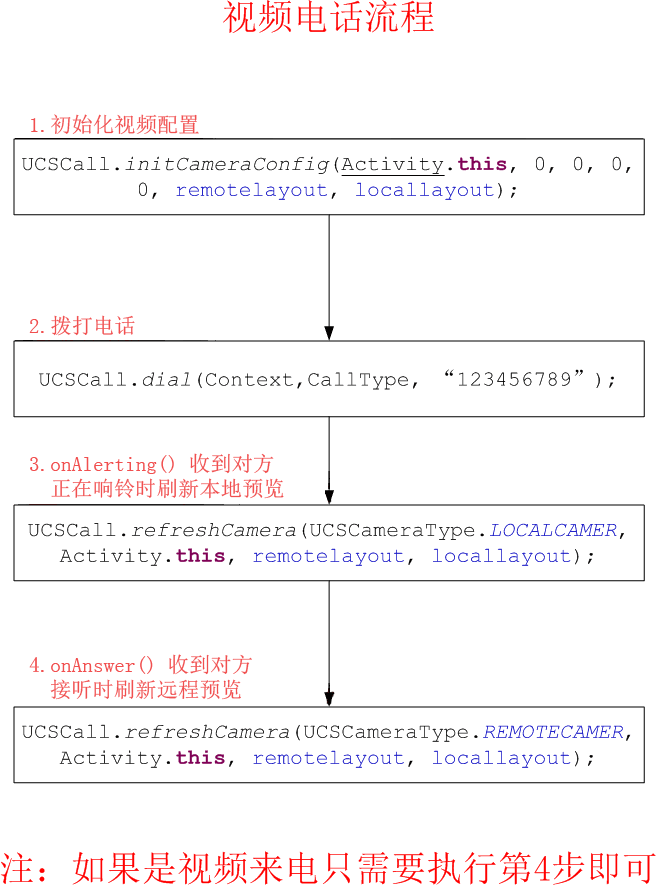 视频电话流程
1.初始化视频配置
UCSCall.initCameraConfig(Activity.this, 0, 0, 0,
0, remotelayout, locallayout);
2.拨打电话
UCSCall.dial(Context,CallType, “123456789”);
3.onAlerting() 收到对方
正在响铃时刷新本地预览
UCSCall.refreshCamera(UCSCameraType.LOCALCAMER,
Activity.this, remotelayout, locallayout);
4.onAnswer() 收到对方
接听时刷新远程预览
UCSCall.refreshCamera(UCSCameraType.REMOTECAMER,
Activity.this, remotelayout, locallayout);
注：如果是视频来电只需要执行第4步即可